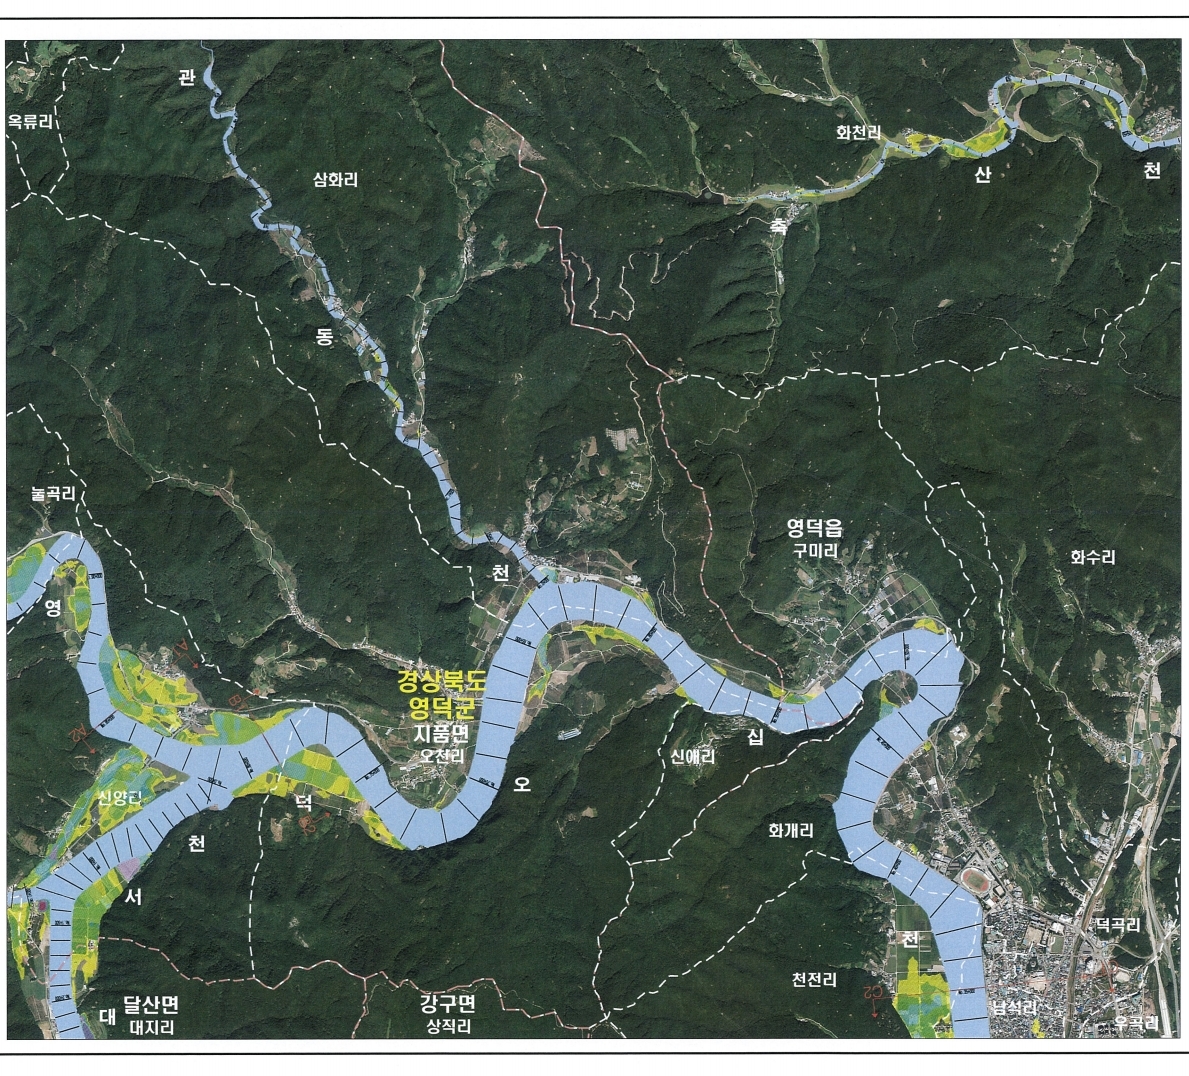 관
옥류리
화천리
삼화리
산
천
축
동
눌곡리
영덕읍
구미리
화수리
천
영
경상북도
영덕군
지품면
오천리
십
신애리
오
신양리
덕
화개리
천
서
덕곡리
천
천전리
C2
달산면
대지리
대
강구면
상직리
남석리
우곡리